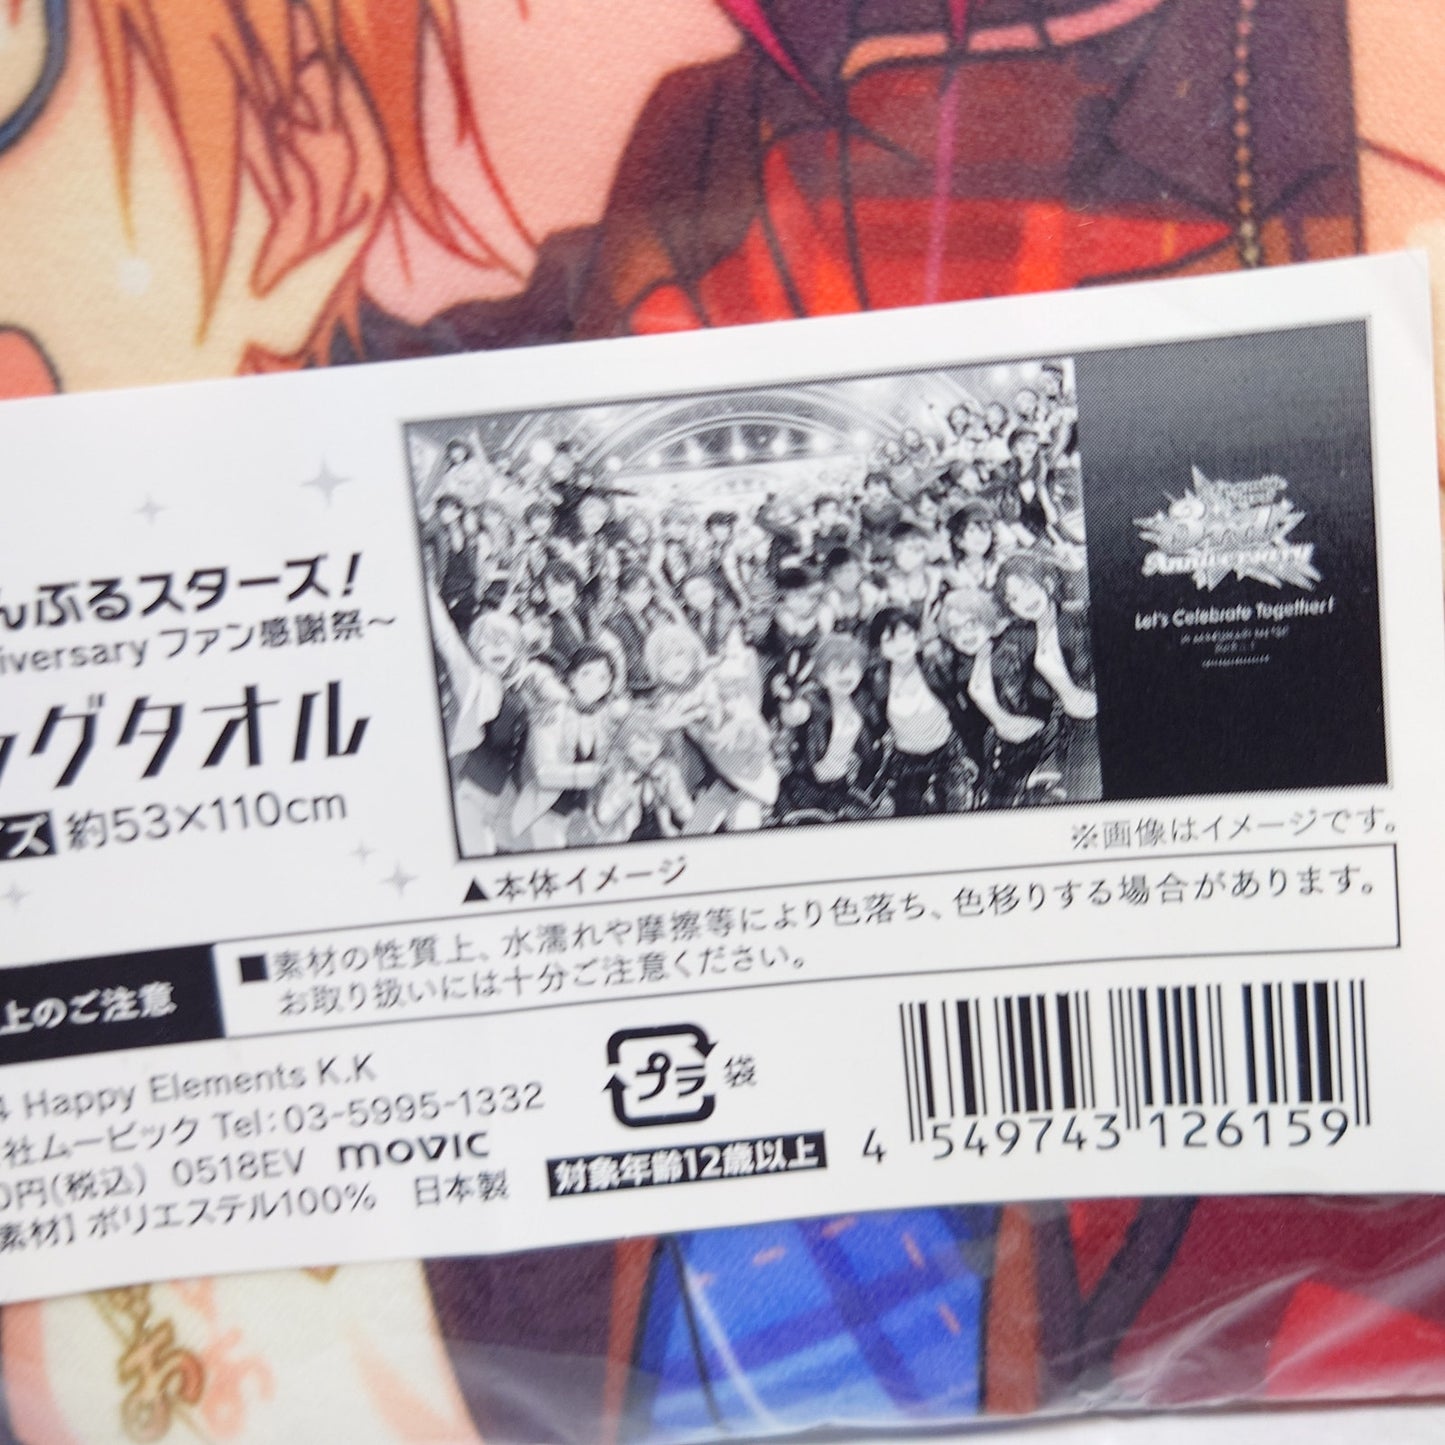 んぶるスターズ!
iversary ファン感謝祭～
グタオル
ズ 約53×110cm
Anniversary
Let's Celebrate Together!
※画像はイメージです。
▲本体イメージ
上のご注意
■素材の性質上、水濡れや摩擦等により色落ち、色移りする場合があります。
お取り扱いには十分ご注意ください。
4 Happy Elements K.K
社ムービック Tel:03-5995-1332
0円(税込) 0518EV movic
素材] ポリエステル100% 日本製
プラ 袋
対象年齢12歳以上
4 549743 126159